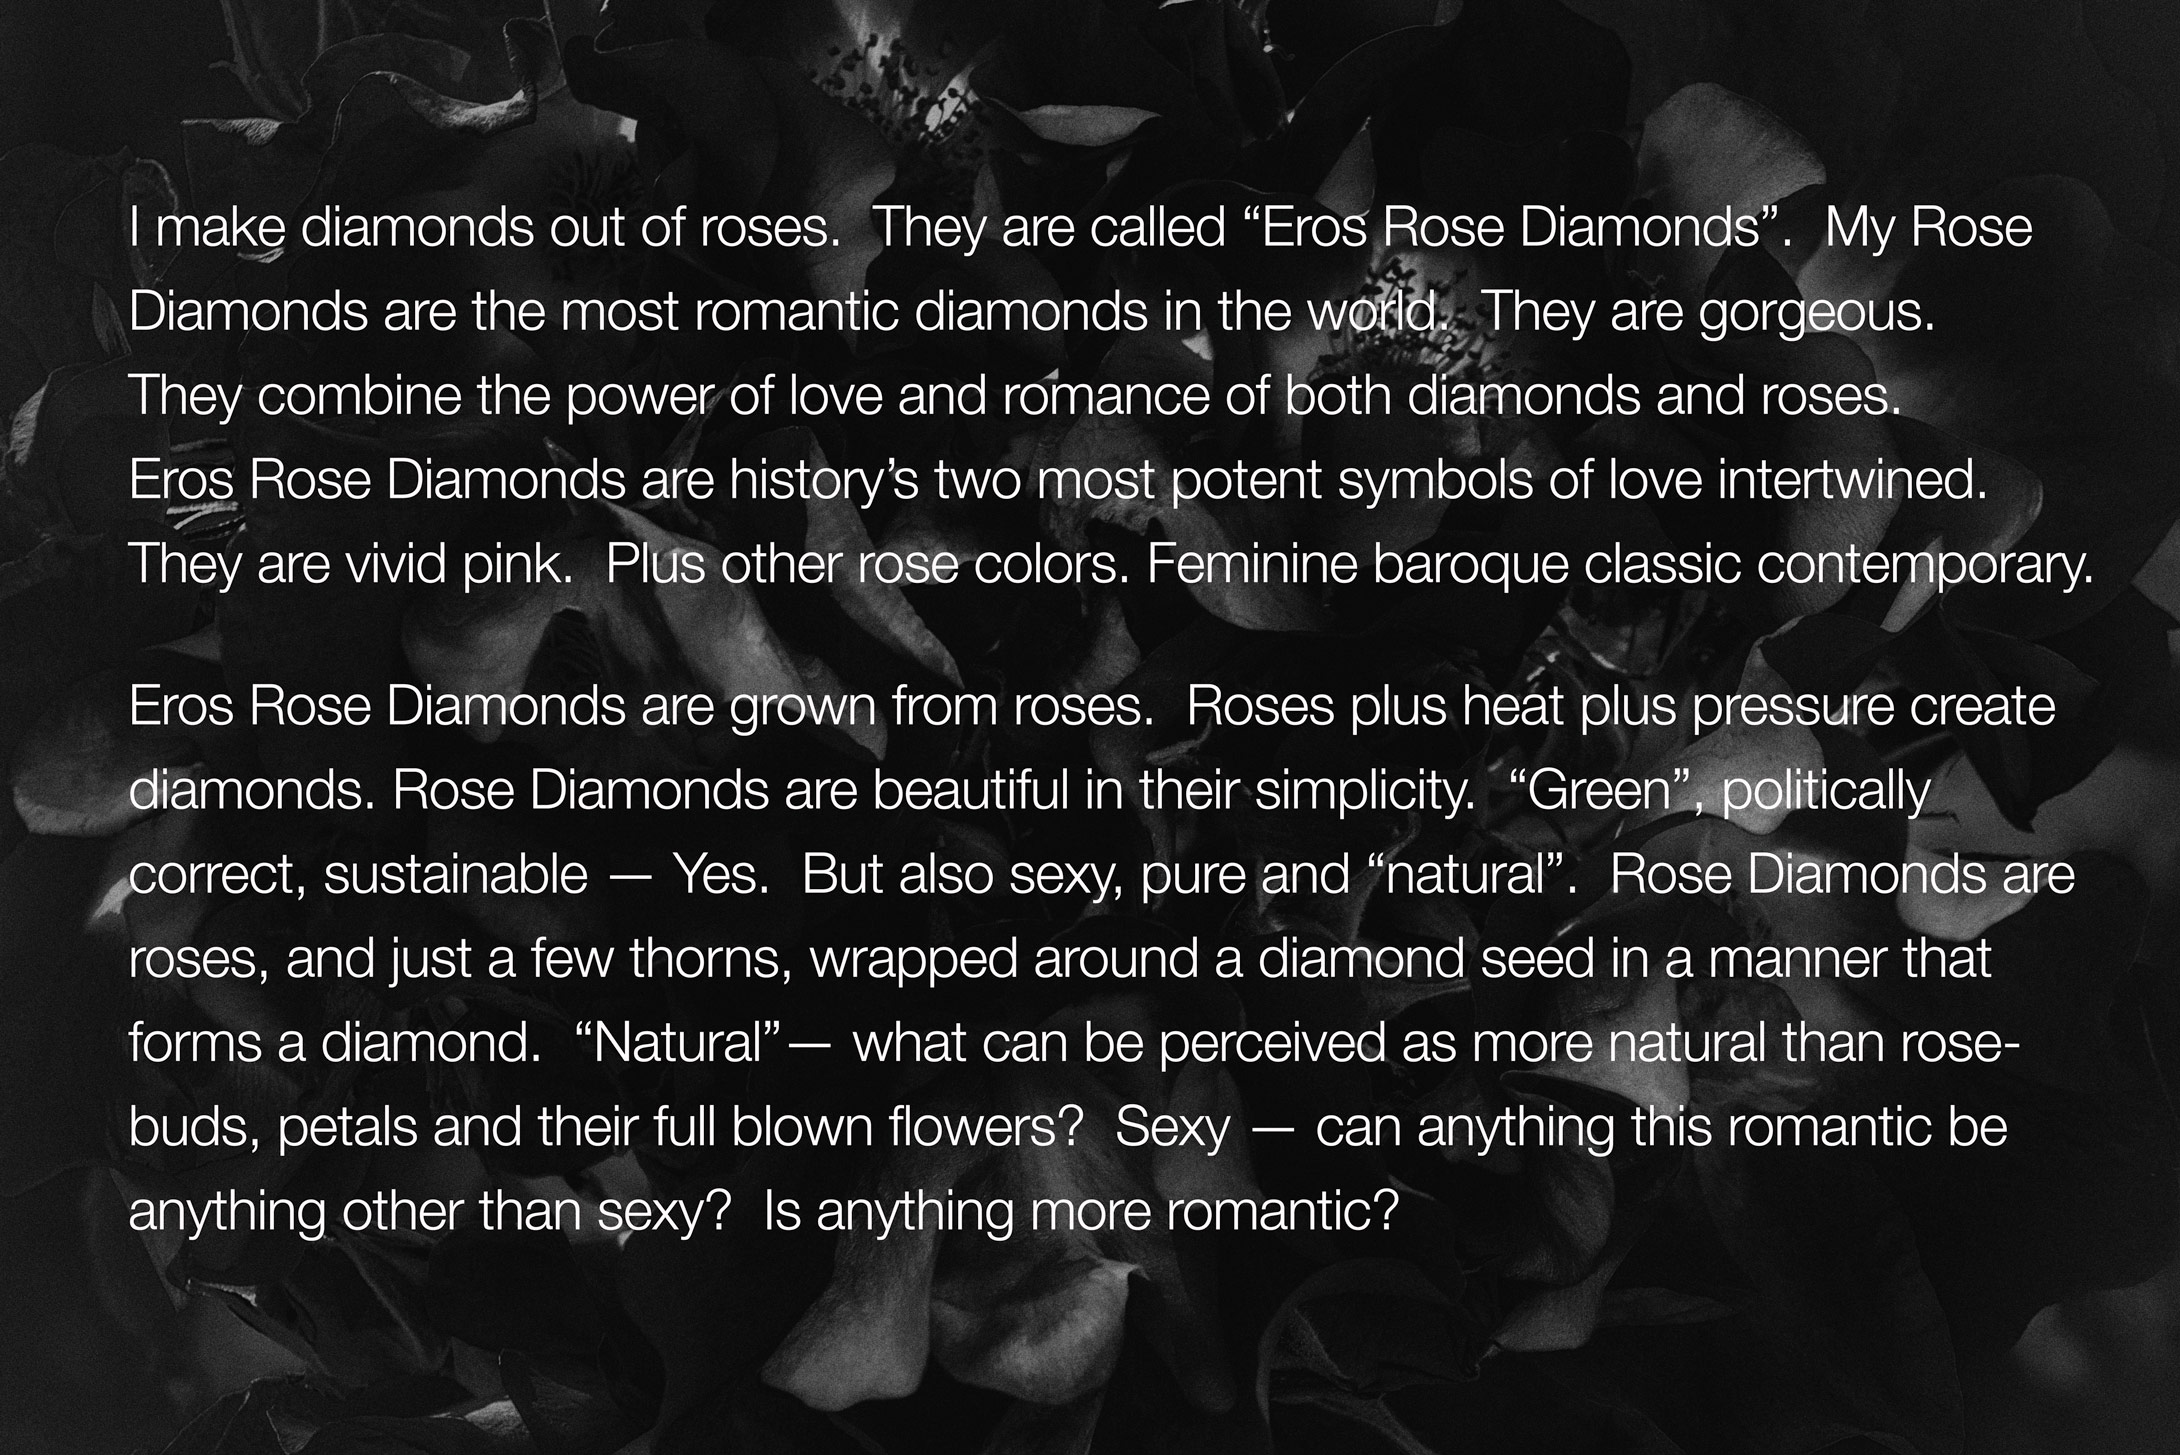 I make diamonds out of roses.  They are called “Eros Rose Diamonds”.  My Rose
Diamonds are the most romantic diamonds in the world.  They are gorgeous.
They combine the power of love and romance of both diamonds and roses.
Eros Rose Diamonds are history’s two most potent symbols of love intertwined.
They are vivid pink.  Plus other rose colors. Feminine baroque classic contemporary.
Eros Rose Diamonds are grown from roses.  Roses plus heat plus pressure create
diamonds. Rose Diamonds are beautiful in their simplicity.  “Green”, politically
correct, sustainable — Yes.  But also sexy, pure and “natural”.  Rose Diamonds are
roses, and just a few thorns, wrapped around a diamond seed in a manner that
forms a diamond.  “Natural”— what can be perceived as more natural than rose-
buds, petals and their full blown flowers?  Sexy — can anything this romantic be
anything other than sexy?  Is anything more romantic?